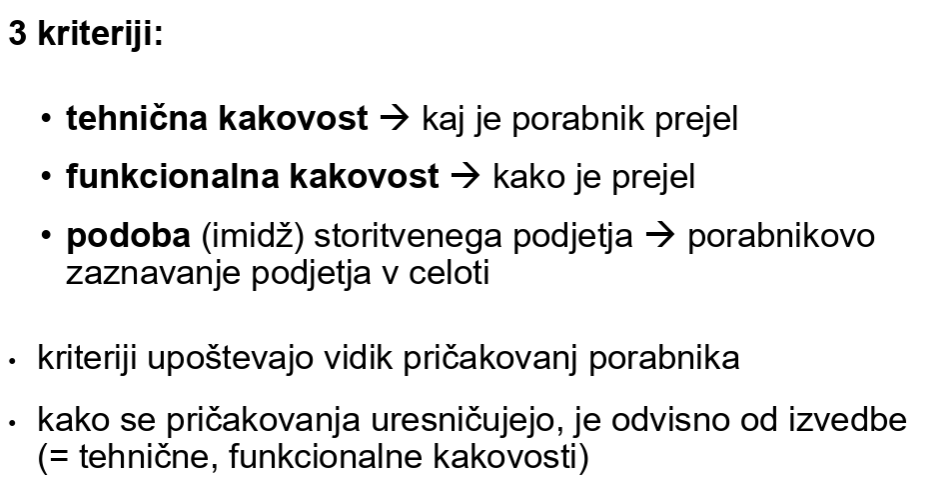 3 kriteriji:
• tehnična kakovost → kaj je porabnik prejel
• funkcionalna kakovost → kako je prejel
• podoba (imidž) storitvenega podjetja → porabnikovo
zaznavanje podjetja v celoti
• kriteriji upoštevajo vidik pričakovanj porabnika
• kako se pričakovanja uresničujejo, je odvisno od izvedbe
(= tehnične, funkcionalne kakovosti)